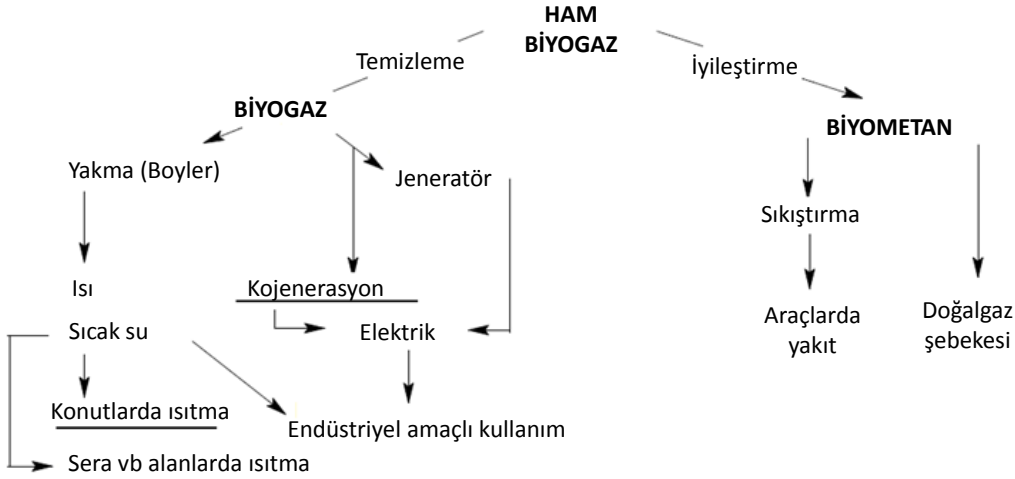 HAM
BİYOGAZ
Temizleme
İyileştirme
BİYOGAZ
BİYOMETAN
Yakma (Boyler)
Jeneratör
Sıkıştırma
Isı
Kojenerasyon
Sıcak su
Elektrik
Araçlarda
yakıt
Doğalgaz
şebekesi
Konutlarda ısıtma
Endüstriyel amaçlı kullanım
Sera vb alanlarda ısıtma